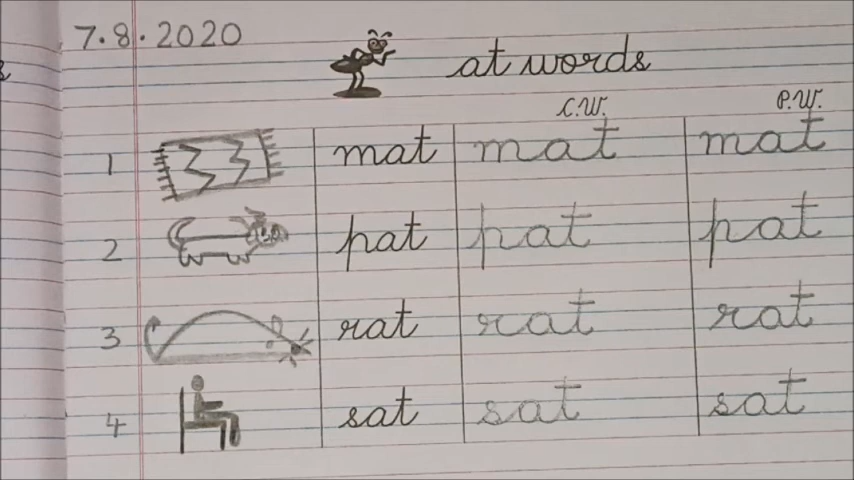 7.8.2020
at words
C.W. P.W.
1 mat mat mat
2 pat pat pat
3 rat rat rat
4 sat sat sat